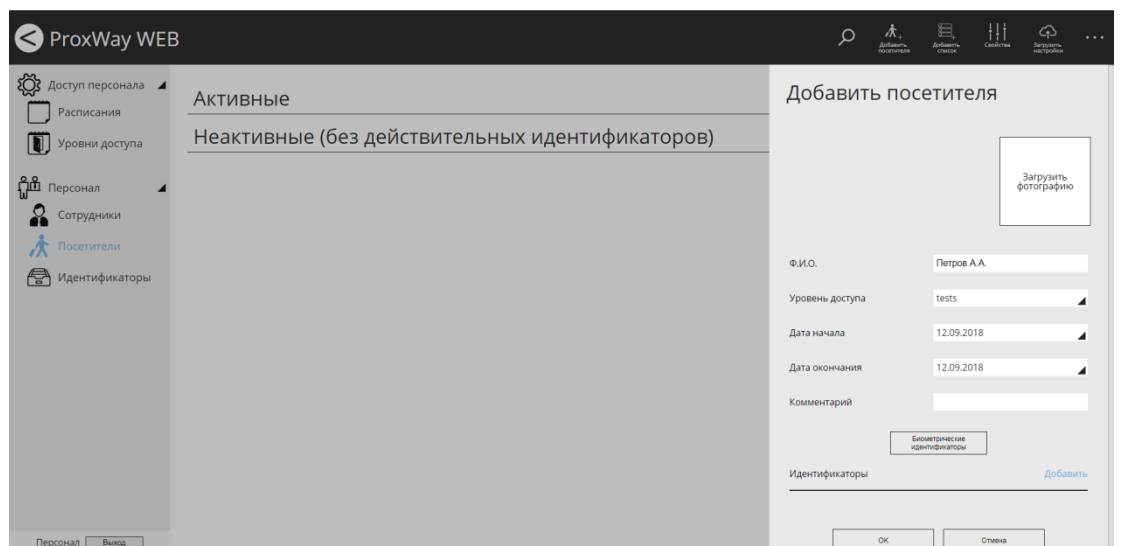 ProxWay WEB
Добавить
посетителя
Добавить
список
Свойства
Загрузить
настройки
Доступ персонала
Расписания
Уровни доступа
Персонал
Сотрудники
Посетители
Идентификаторы
Персонал
Выход
Активные
Неактивные (без действительных идентификаторов)
Добавить посетителя
Загрузить
фотографию
Ф.И.О.
Петров А.А.
Уровень доступа
tests
Дата начала
12.09.2018
Дата окончания
12.09.2018
Комментарий
Биометрические
идентификаторы
Идентификаторы
Добавить
OK
Отмена